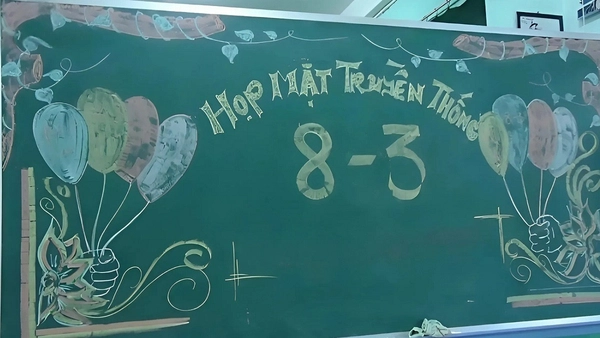 HỌP MẶT TRUYỀN THỐNG
8-3